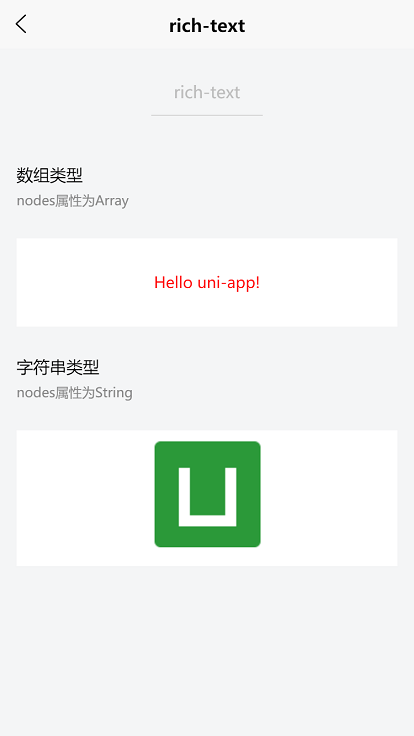 rich-text
rich-text
数组类型
nodes属性为Array
Hello uni-app!
字符串类型
nodes属性为String